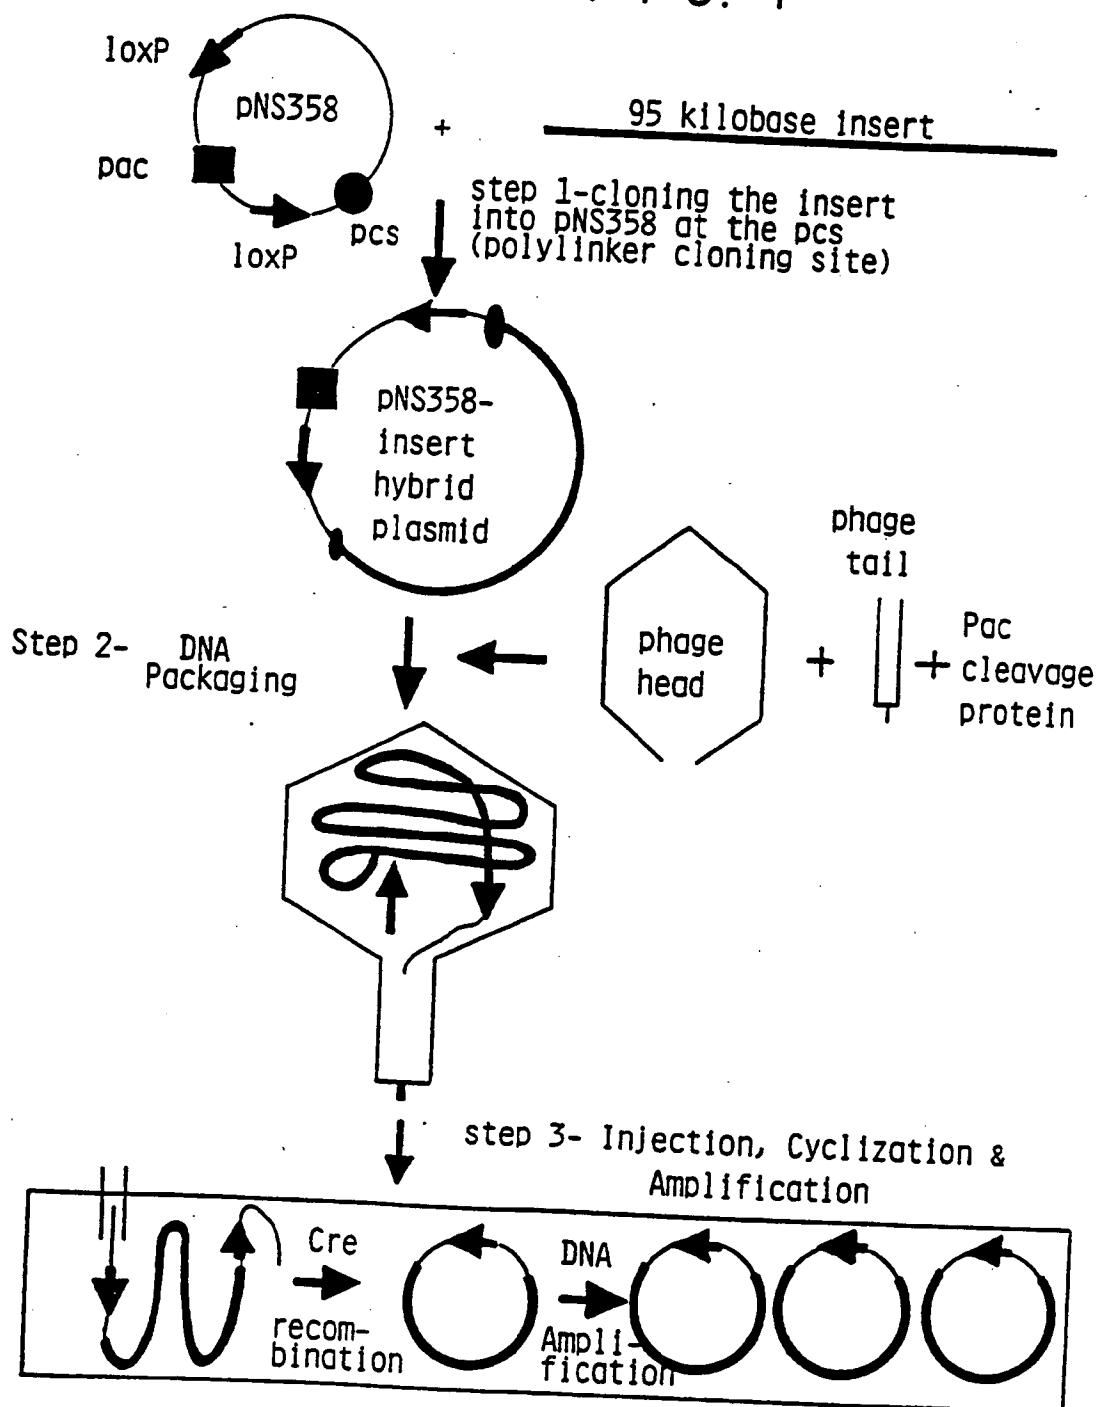 loxP
pNS358
+
95 kilobase insert
pac
loxP
pcs
step 1-cloning the insert
into pNS358 at the pcs
(polylinker cloning site)
pNS358-
insert
hybrid
plasmid
phage
tail
Step 2- DNA
Packaging
phage
head
+
+
Pac
cleavage
protein
step 3- Injection, Cyclization &
Amplification
Cre
recom-
bination
DNA
Ampli-
fication